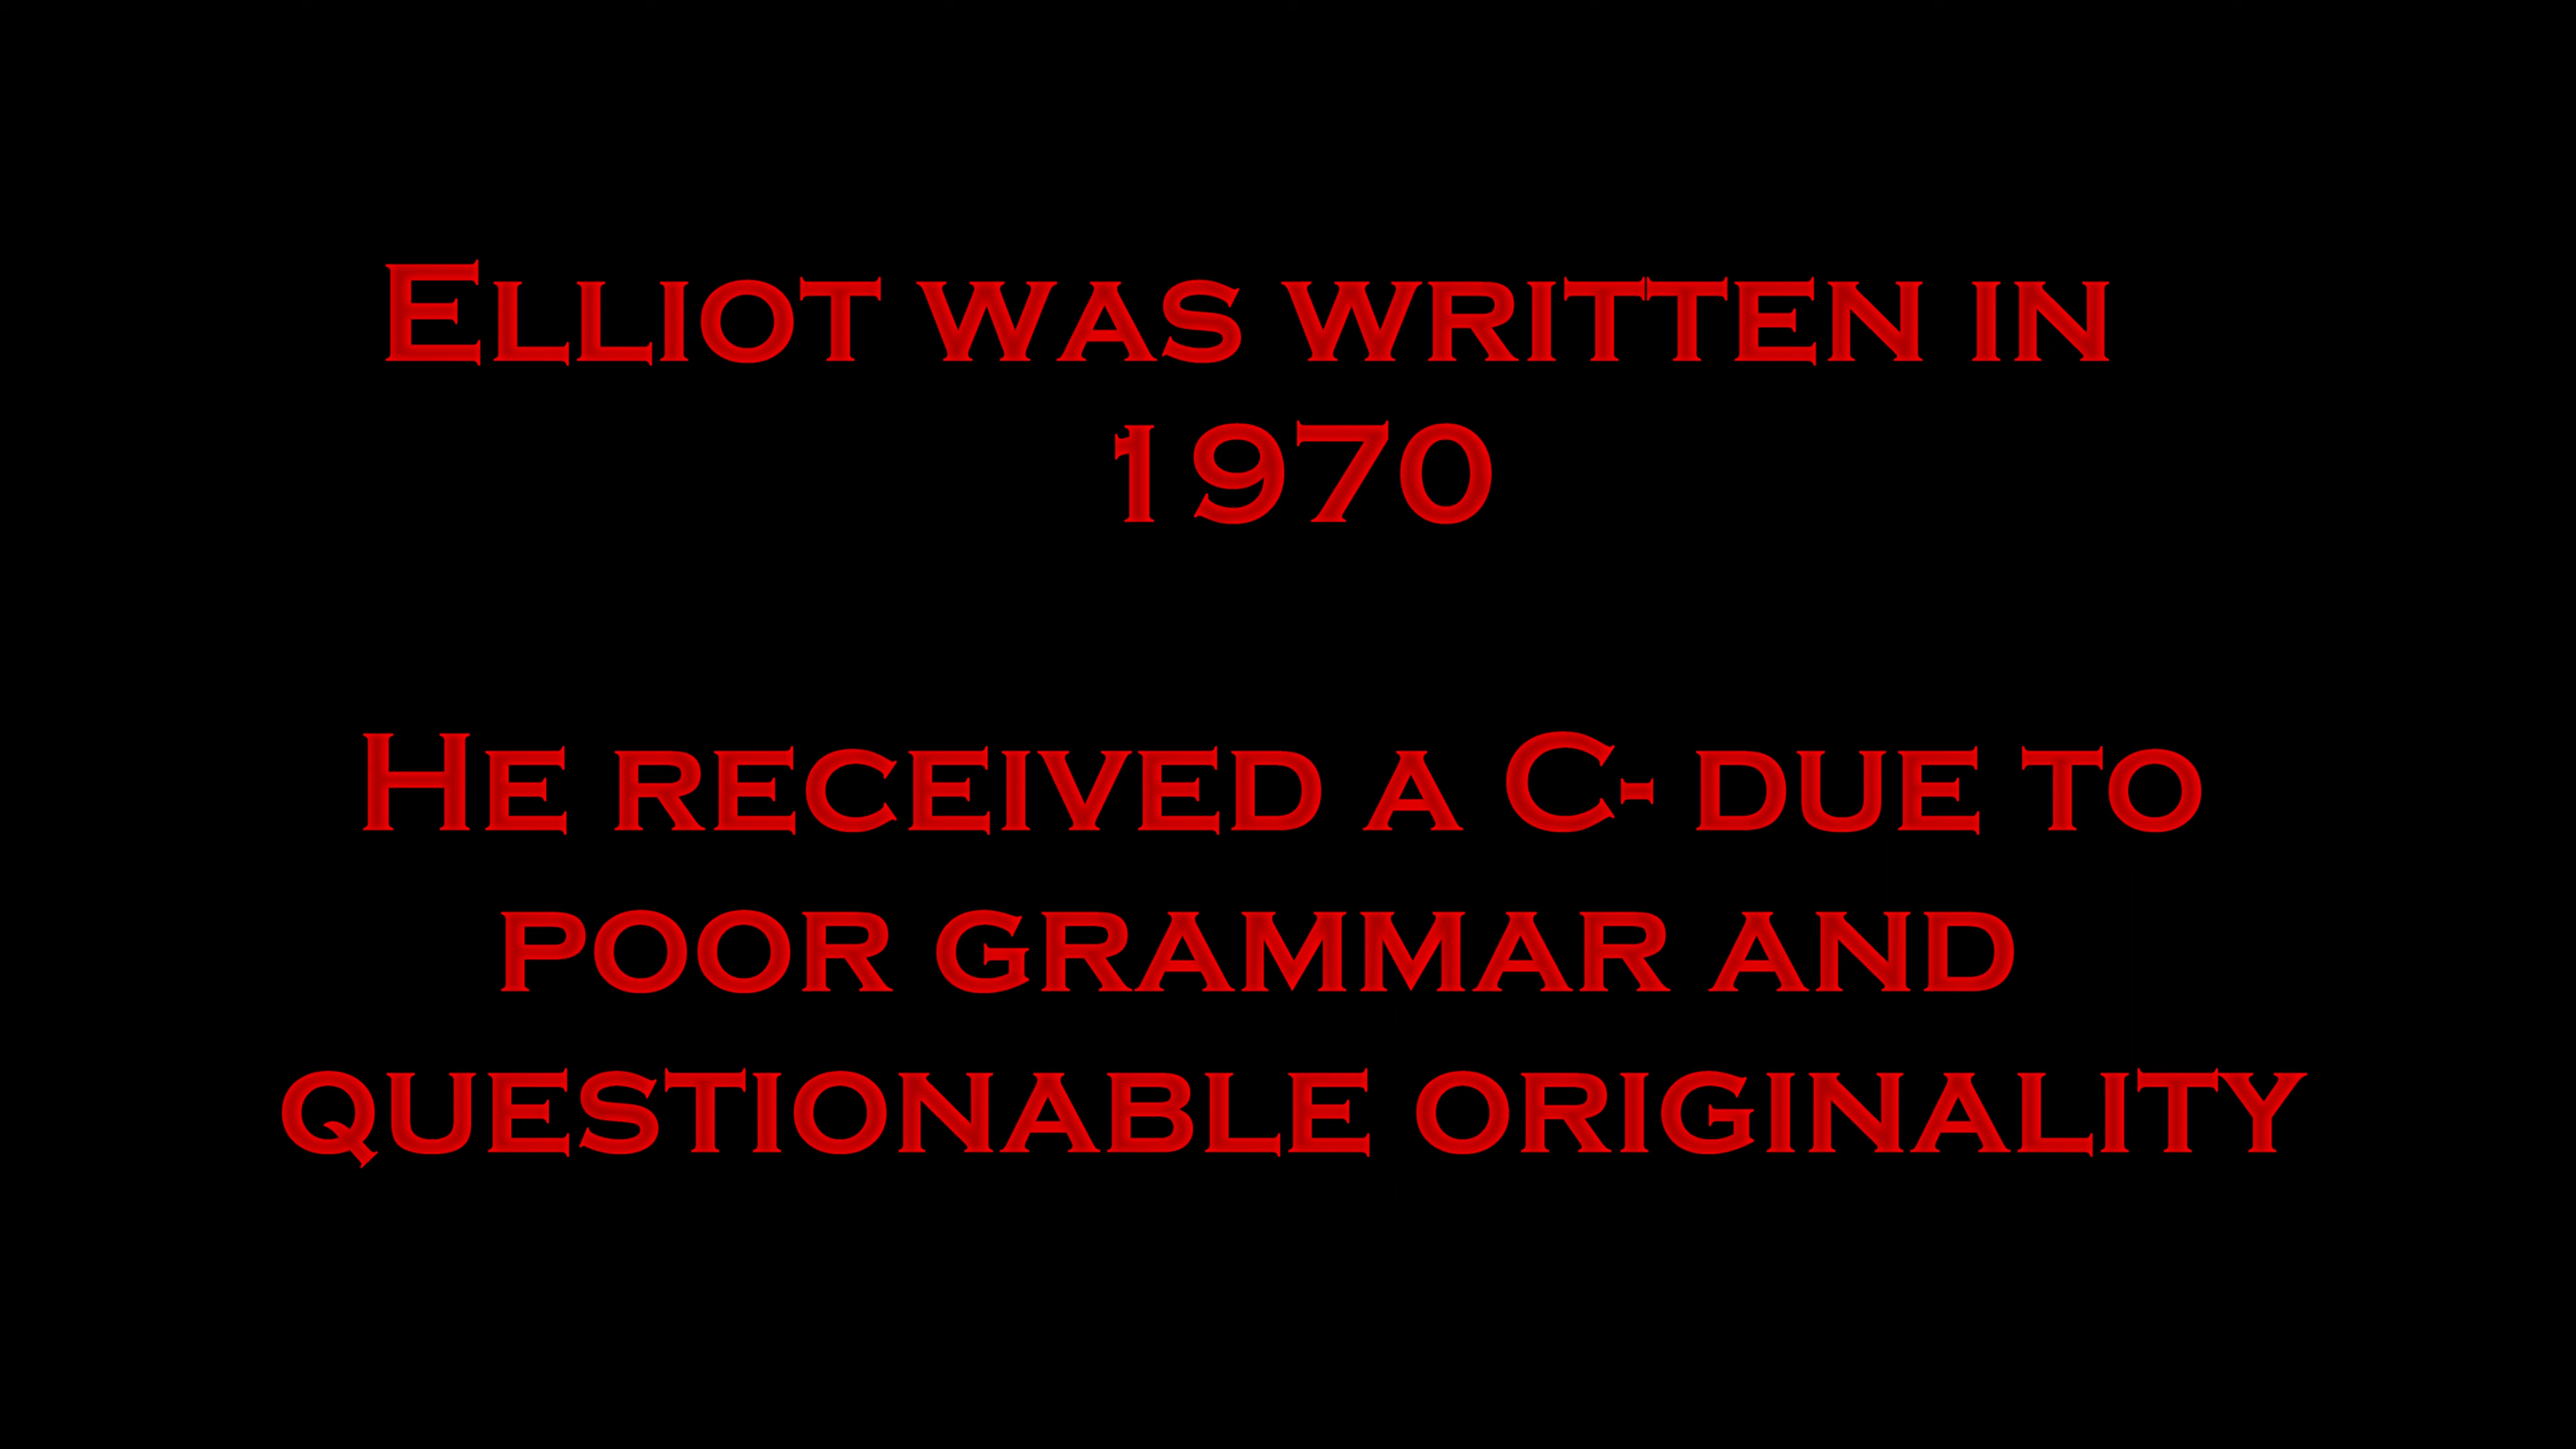 Elliot was written in
1970
He received a C- due to
poor grammar and
questionable originality